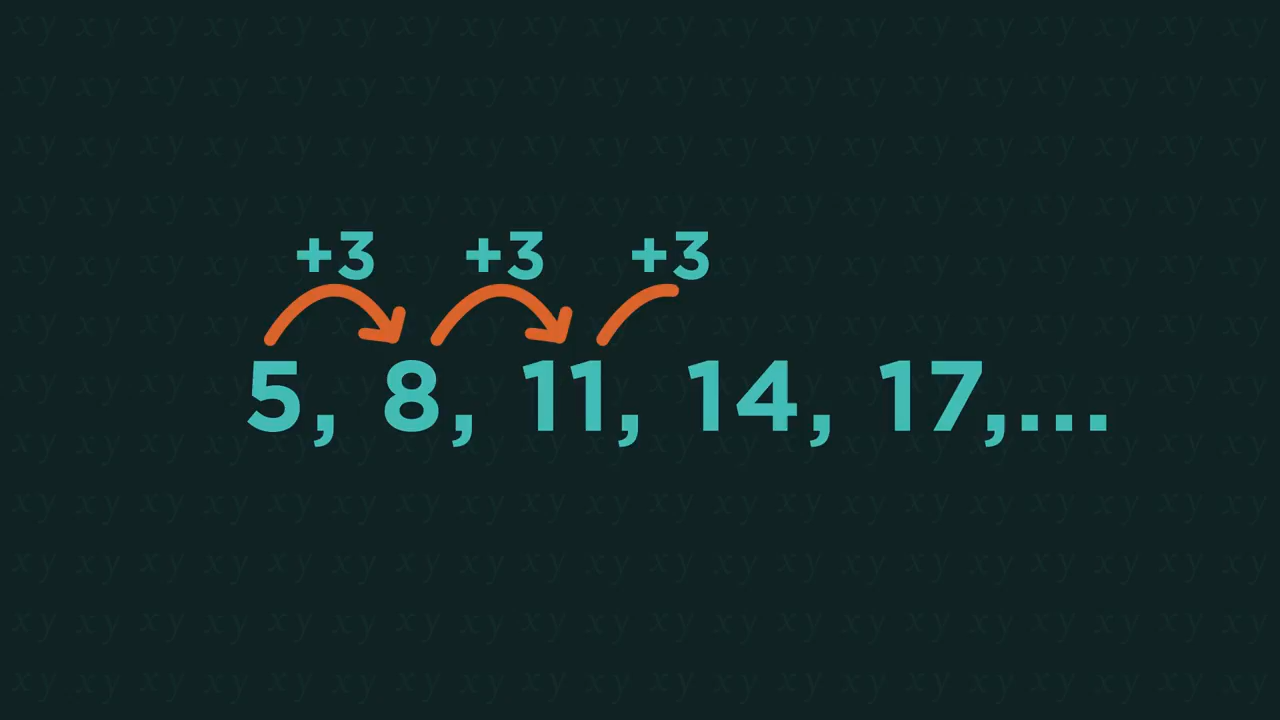 +3 +3 +3
5, 8, 11, 14, 17,...